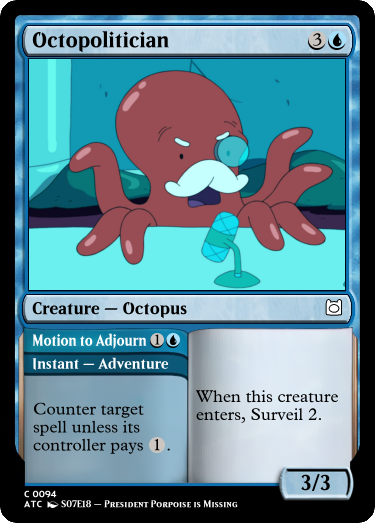 Octopolitician 3
Creature — Octopus
Motion to Adjourn 1
Instant — Adventure
Counter target
spell unless its
controller pays 1.
When this creature
enters, Surveil 2.
3/3
C 0094
ATC S07E18 — President Porpoise is Missing